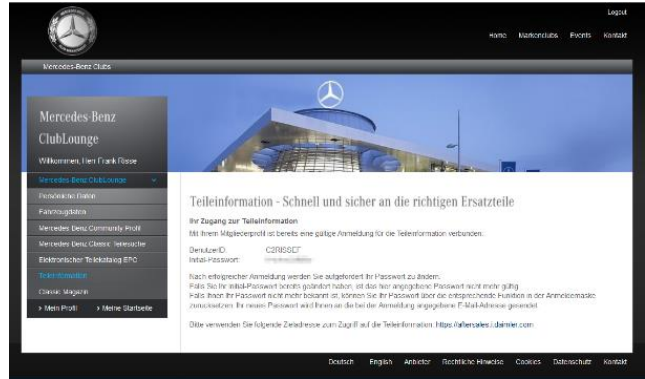 Logout
Home Markenclubs Events Kontakt
Mercedes-Benz Clubs
Mercedes-Benz
ClubLounge
Willkommen, Herr Frank Risse
Mercedes-Benz ClubLounge
Persönliche Daten
Fahrzeugdaten
Mercedes-Benz Community Profil
Mercedes-Benz Classic Teilesuche
Elektronischer Teilekatalog EPC
Teileinformation
Classic Magazin
Mein Profil Meine Startseite
Teileinformation - Schnell und sicher an die richtigen Ersatzteile
Ihr Zugang zur Teileinformation
Mit Ihrem Mitgliederprofil ist bereits eine gültige Anmeldung für die Teileinformation verbunden:
BenutzerID: C2RISSEF
Initial-Passwort:
Nach erfolgreicher Anmeldung werden Sie aufgefordert Ihr Passwort zu ändern.
Falls Sie Ihr Initial-Passwort bereits geändert haben, ist das hier angegebene Passwort nicht mehr gültig.
Falls Ihnen Ihr Passwort nicht mehr bekannt ist, können Sie Ihr Passwort über die entsprechende Funktion in der Anmeldemaske
zurücksetzen. Ihr neues Passwort wird Ihnen an die bei der Anmeldung angegebene E-Mail-Adresse gesendet.
Bitte verwenden Sie folgende Zieladresse zum Zugriff auf die Teileinformation: https://aftersales.i.daimler.com
Deutsch English Anbieter Rechtliche Hinweise Cookies Datenschutz Kontakt